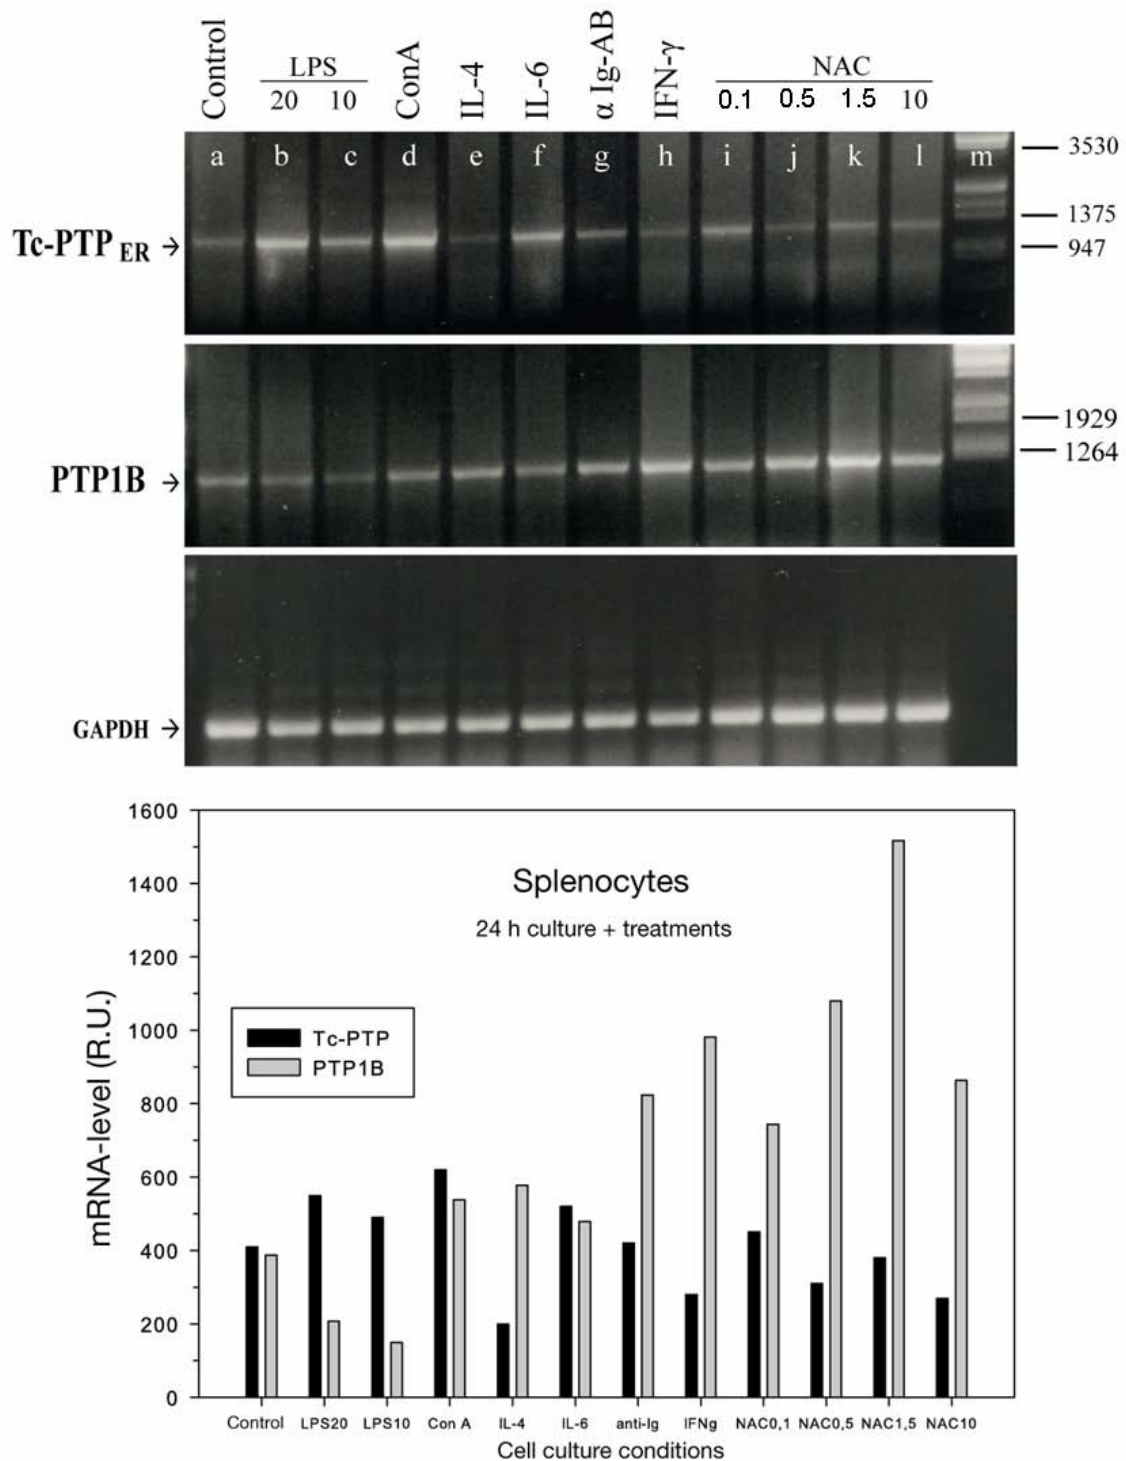 Control LPS ConA IL-4 IL-6 α Ig-AB IFN-γ NAC
20 10 0.1 0.5 1.5 10
a b c d e f g h i j k l m
3530
1375
Tc-PTP ER → 947
1929
1264
PTP1B →
GAPDH →
1600
1400
1200
1000
800
600
400
200
0
mRNA-level (R.U.)
Splenocytes
24 h culture + treatments
Tc-PTP
PTP1B
Control LPS20 LPS10 Con A IL-4 IL-6 anti-Ig IFNg NAC0,1 NAC0,5 NAC1,5 NAC10
Cell culture conditions